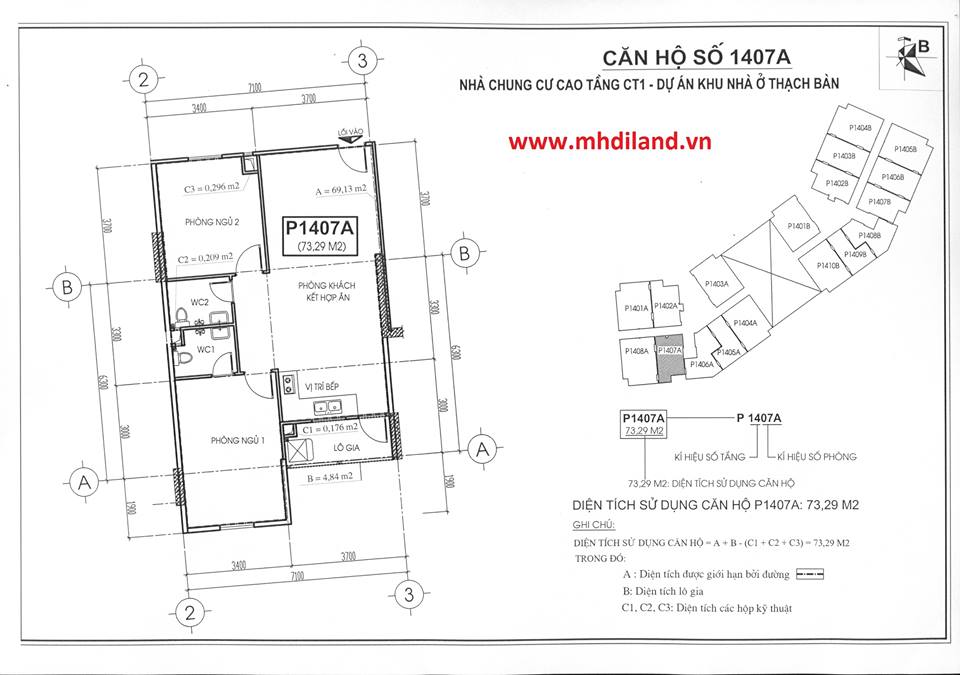 CĂN HỘ SỐ 1407A
NHÀ CHUNG CƯ CAO TẦNG CT1 - DỰ ÁN KHU NHÀ Ở THẠCH BÀN
www.mhdiland.vn
B
2
3
7100
3400
3700
LỐI VÀO
C3 = 0,296 m2
A = 69,13 m2
PHÒNG NGỦ 2
P1407A
(73,29 M2)
C2 = 0,209 m2
PHÒNG KHÁCH
KẾT HỢP ĂN
WC2
WC1
VỊ TRÍ BẾP
C1 = 0,176 m2
PHÒNG NGỦ 1
LÔ GIA
B = 4,84 m2
3700
3300
6300
3000
1900
B
A
3700
3300
6300
3000
1900
B
A
3400
3700
7100
2
3
P1404B
P1403B
P1402B
P1405B
P1406B
P1407B
P1401B
P1408B
P1409B
P1410B
P1403A
P1401A
P1402A
P1404A
P1408A
P1407A
P1405A
P1406A
P1407A
73,29 M2
P 1407A
KÍ HIỆU SỐ TẦNG
KÍ HIỆU SỐ PHÒNG
73,29 M2: DIỆN TÍCH SỬ DỤNG CĂN HỘ
DIỆN TÍCH SỬ DỤNG CĂN HỘ P1407A: 73,29 M2
GHI CHÚ:
DIỆN TÍCH SỬ DỤNG CĂN HỘ = A + B - (C1 + C2 + C3) = 73,29 M2
TRONG ĐÓ:
A : Diện tích được giới hạn bởi đường
B: Diện tích lô gia
C1, C2, C3: Diện tích các hộp kỹ thuật